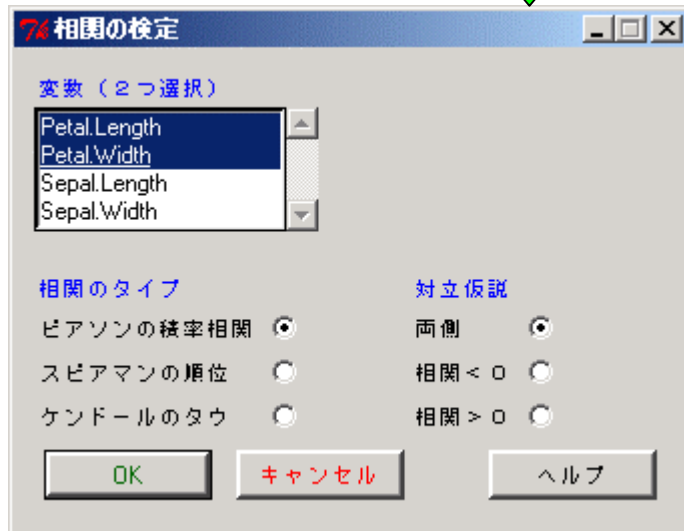 相関の検定
変数（２つ選択）
Petal.Length
Petal.Width
Sepal.Length
Sepal.Width
相関のタイプ
対立仮説
ピアソンの積率相関
両側
スピアマンの順位
相関 < 0
ケンドールのタウ
相関 > 0
OK
キャンセル
ヘルプ